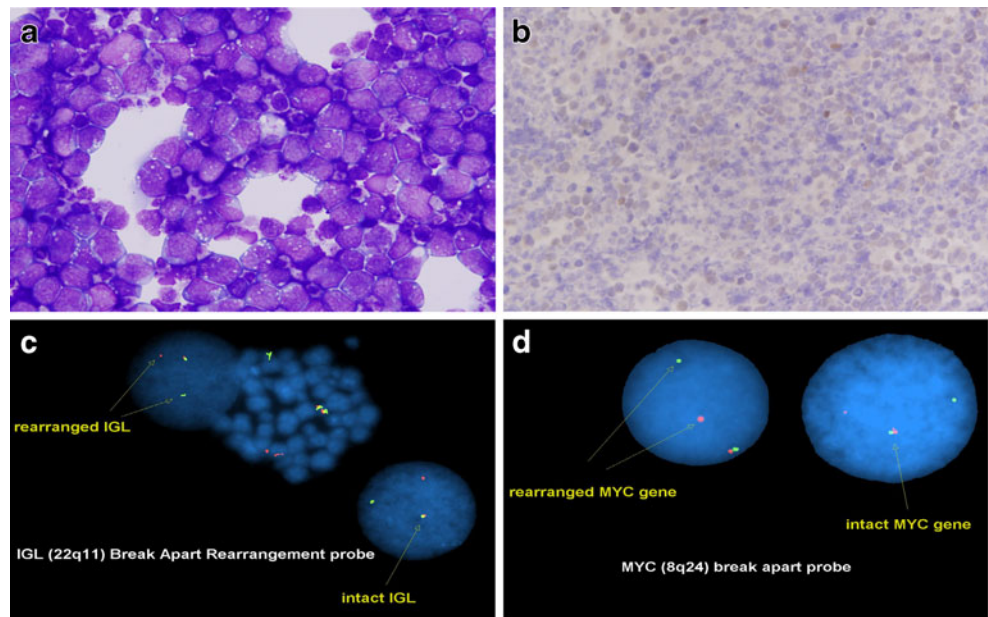 a
b
c
rearranged IGL
IGL (22q11) Break Apart Rearrangement probe
intact IGL
d
rearranged MYC gene
intact MYC gene
MYC (8q24) break apart probe